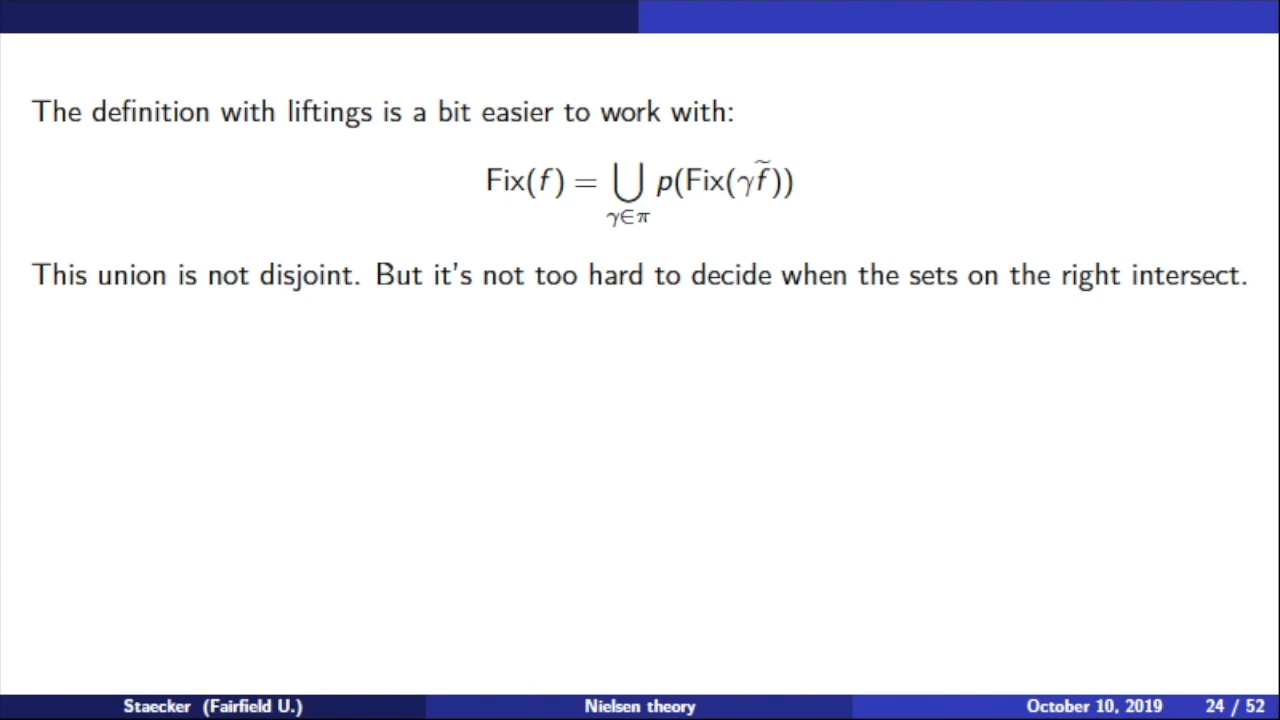 The definition with liftings is a bit easier to work with:
Fix(f) = ⋃ p(Fix(γf̃))
γ∈π
This union is not disjoint. But it's not too hard to decide when the sets on the right intersect.
Staecker (Fairfield U.) Nielsen theory October 10, 2019 24 / 52